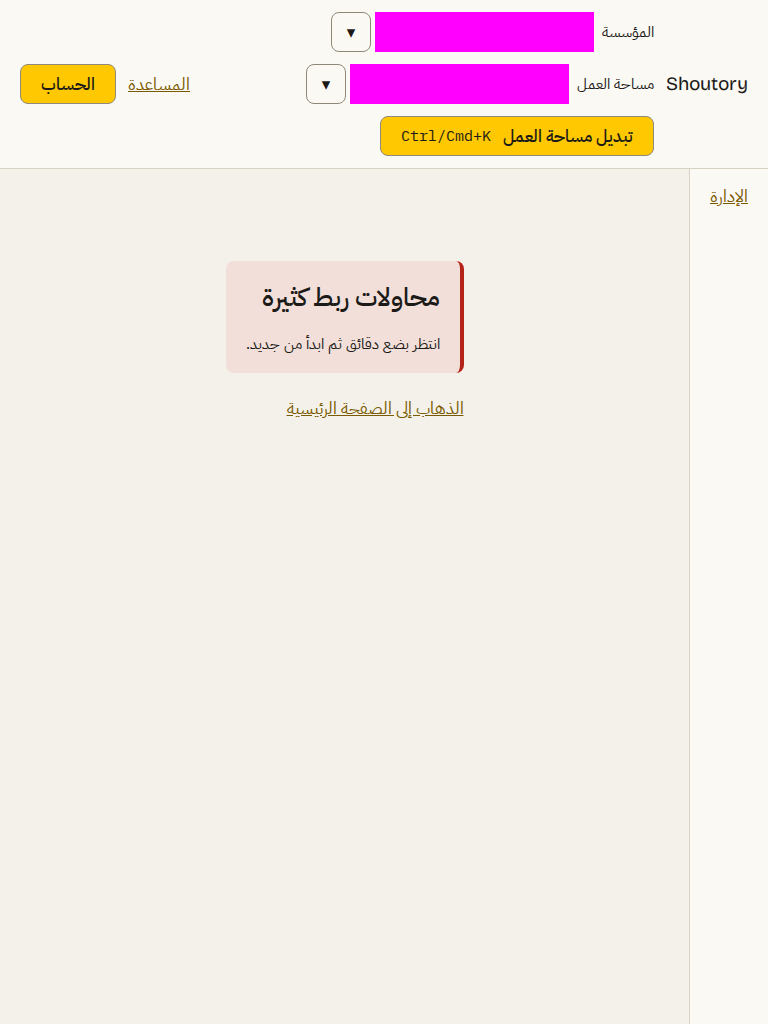 المؤسسة ▼
Shoutory
مساحة العمل ▼
المساعدة
الحساب
تبديل مساحة العمل Ctrl/Cmd+K
الإدارة
محاولات ربط كثيرة
انتظر بضع دقائق ثم ابدأ من جديد.
الذهاب إلى الصفحة الرئيسية